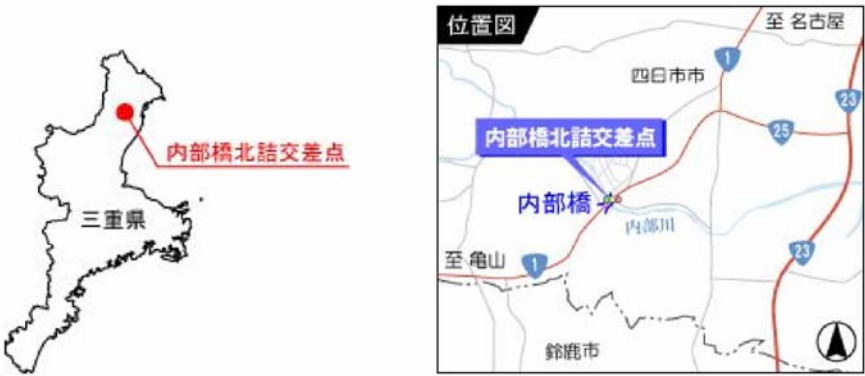 内部橋北詰交差点
三重県
位置図
至 名古屋
1
四日市市
23
25
内部橋北詰交差点
内部橋
内部川
23
至 亀山
1
鈴鹿市